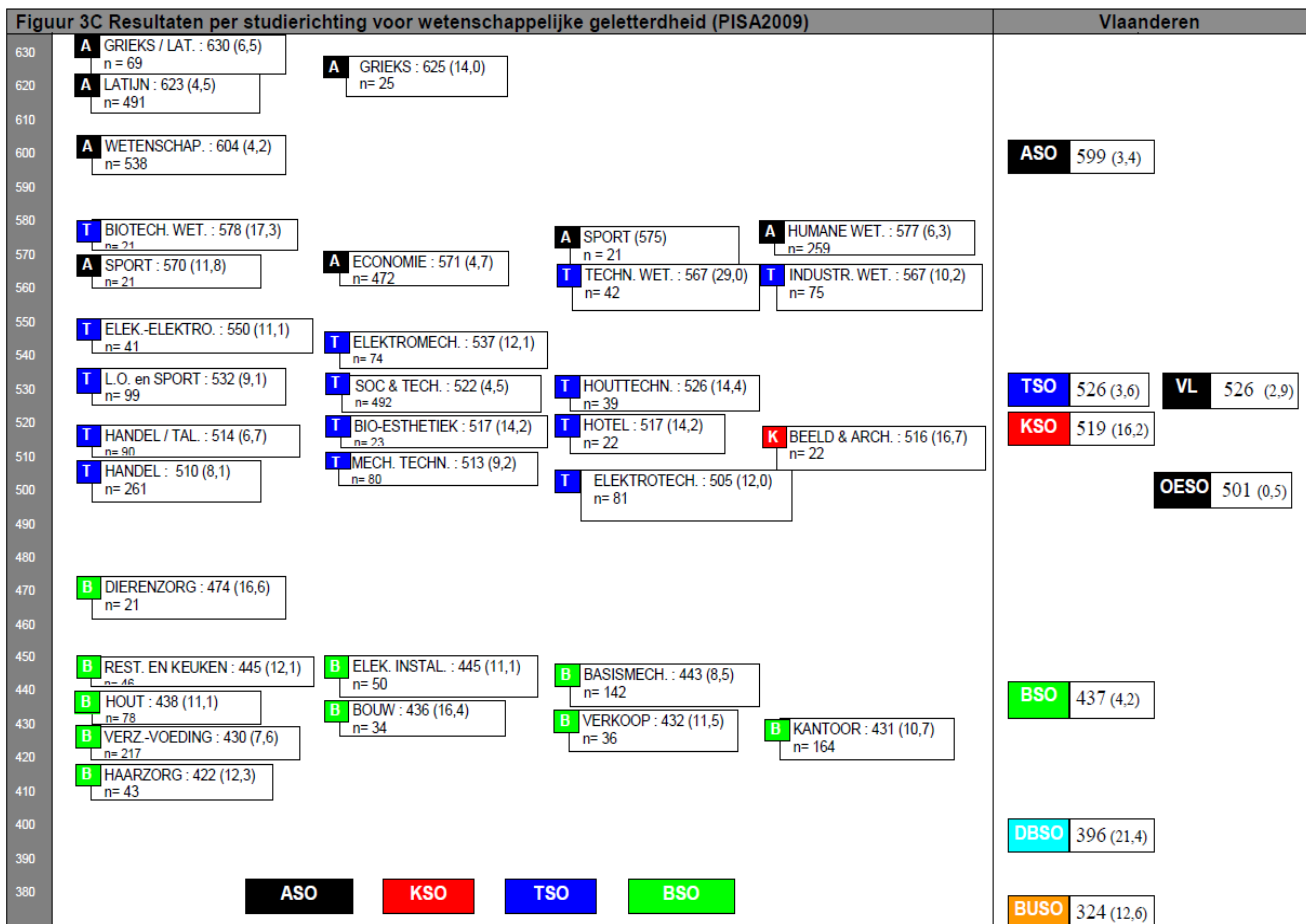 Figuur 3C Resultaten per studierichting voor wetenschappelijke geletterdheid (PISA2009)
Vlaanderen
630
A GRIEKS / LAT. : 630 (6,5)
n = 69
A GRIEKS : 625 (14,0)
n= 25
620
A LATIJN : 623 (4,5)
n= 491
610
600
A WETENSCHAP. : 604 (4,2)
n= 538
ASO 599 (3,4)
590
580
T BIOTECH. WET. : 578 (17,3)
n= 21
A SPORT (575)
n = 21
A HUMANE WET. : 577 (6,3)
n= 259
570
A SPORT : 570 (11,8)
n= 21
A ECONOMIE : 571 (4,7)
n= 472
T TECHN. WET. : 567 (29,0)
n= 42
T INDUSTR. WET. : 567 (10,2)
n= 75
560
550
T ELEK.-ELEKTRO. : 550 (11,1)
n= 41
T ELEKTROMECH. : 537 (12,1)
n= 74
540
530
T L.O. en SPORT : 532 (9,1)
n= 99
T SOC & TECH. : 522 (4,5)
n= 492
T HOUTTECHN. : 526 (14,4)
n= 39
TSO 526 (3,6)
VL 526 (2,9)
520
T HANDEL / TAL. : 514 (6,7)
n= 90
T BIO-ESTHETIEK : 517 (14,2)
n= 23
T HOTEL : 517 (14,2)
n= 22
K BEELD & ARCH. : 516 (16,7)
n= 22
KSO 519 (16,2)
510
T HANDEL : 510 (8,1)
n= 261
T MECH. TECHN. : 513 (9,2)
n= 80
T ELEKTROTECH. : 505 (12,0)
n= 81
500
OESO 501 (0,5)
490
480
470
B DIERENZORG : 474 (16,6)
n= 21
460
450
B REST. EN KEUKEN : 445 (12,1)
n= 46
B ELEK. INSTAL. : 445 (11,1)
n= 50
B BASISMECH. : 443 (8,5)
n= 142
440
B HOUT : 438 (11,1)
n= 78
B BOUW : 436 (16,4)
n= 34
B VERKOOP : 432 (11,5)
n= 36
B KANTOOR : 431 (10,7)
n= 164
BSO 437 (4,2)
430
B VERZ.-VOEDING : 430 (7,6)
n= 217
420
B HAARZORG : 422 (12,3)
n= 43
410
400
DBSO 396 (21,4)
390
380
ASO
KSO
TSO
BSO
BUSO 324 (12,6)